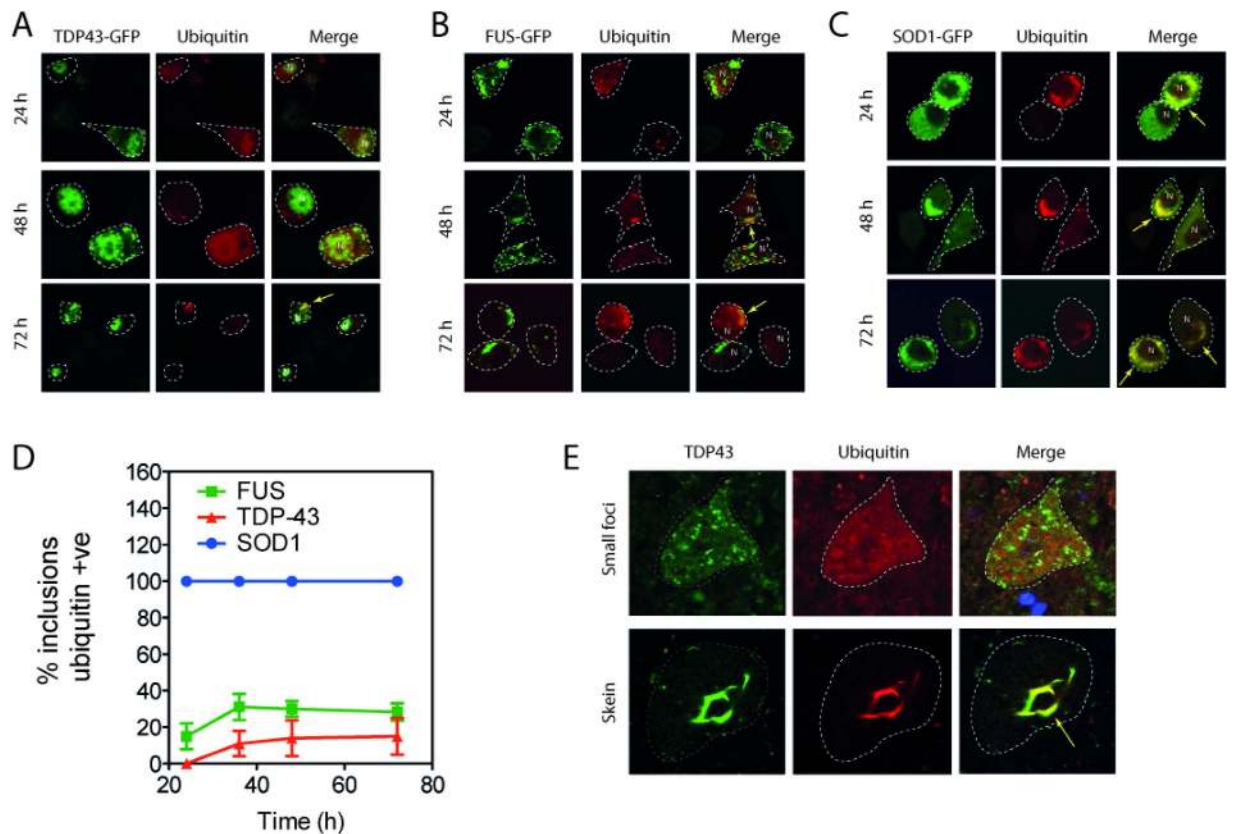 A
TDP43-GFP Ubiquitin Merge
24 h
48 h
72 h
B
FUS-GFP Ubiquitin Merge
24 h
48 h
72 h
C
SOD1-GFP Ubiquitin Merge
24 h
48 h
72 h
N
N
N
N
N
N
N
N
N
N
N
N
N
D
% inclusions
ubiquitin +ve
160
140
120
100
80
60
40
20
0
FUS
TDP-43
SOD1
20 40 60 80
Time (h)
E
TDP43 Ubiquitin Merge
Small foci
Skein